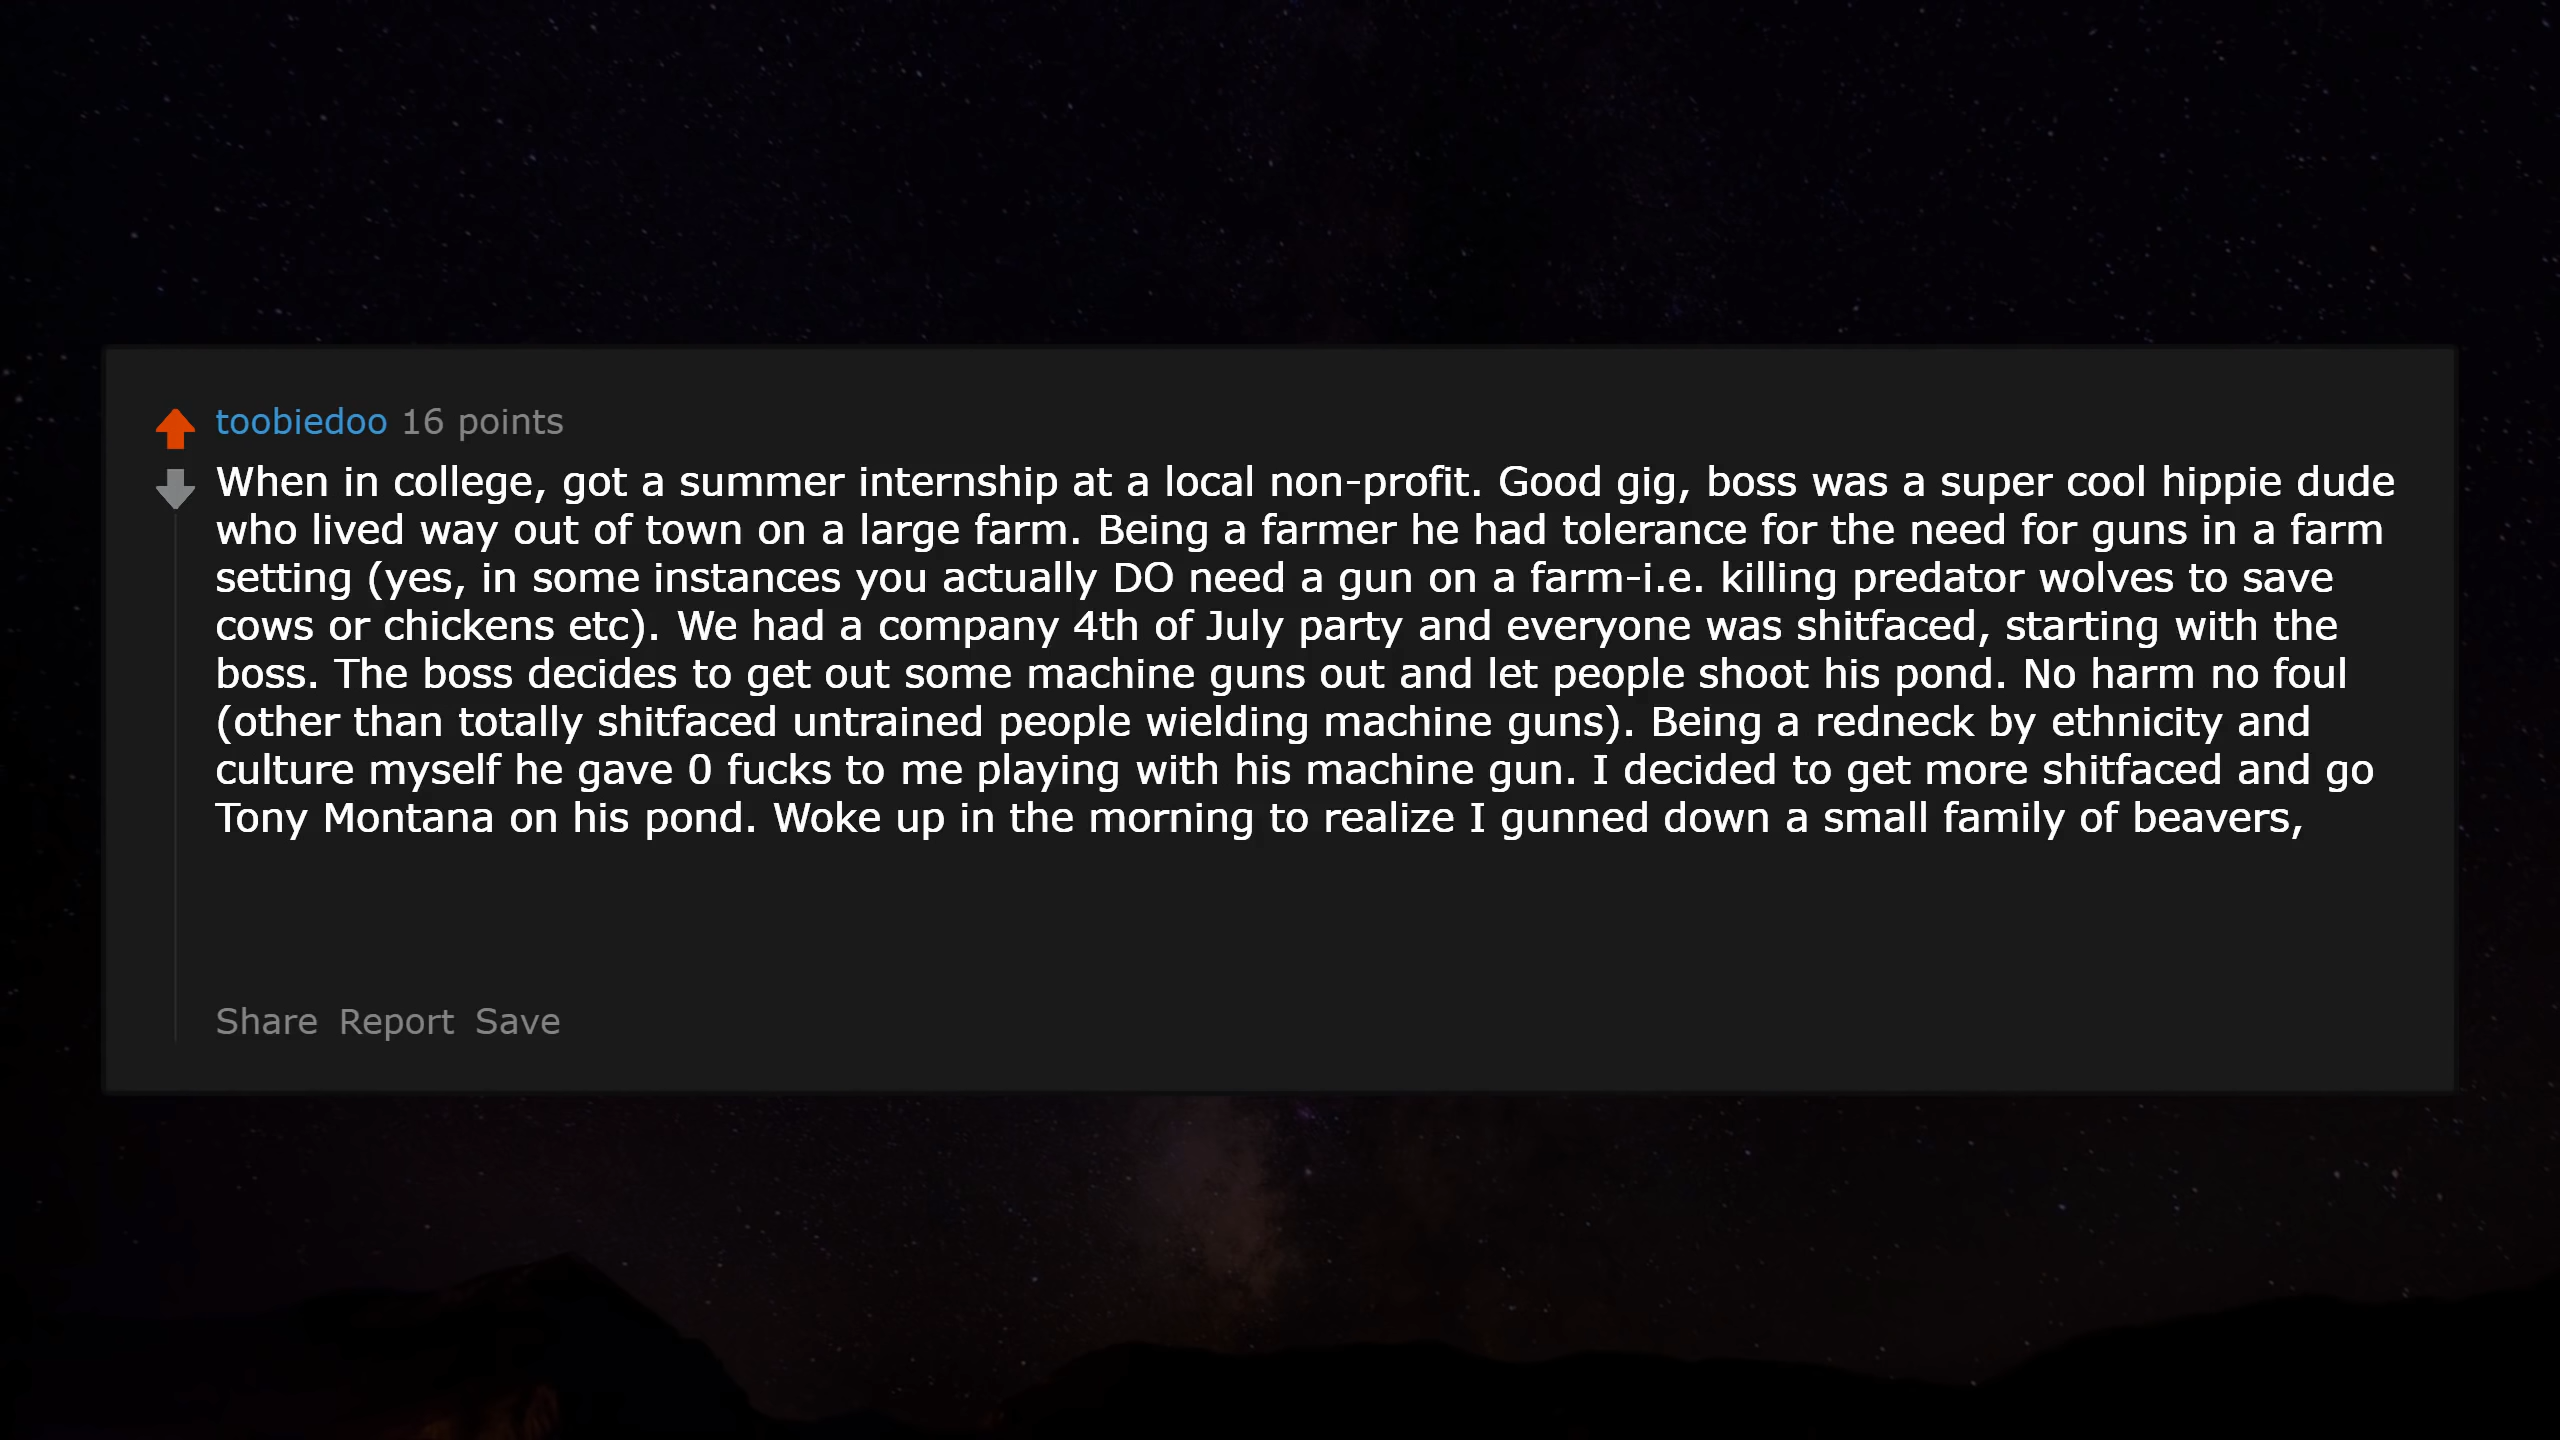 toobiedoo 16 points
When in college, got a summer internship at a local non-profit. Good gig, boss was a super cool hippie dude
who lived way out of town on a large farm. Being a farmer he had tolerance for the need for guns in a farm
setting (yes, in some instances you actually DO need a gun on a farm-i.e. killing predator wolves to save
cows or chickens etc). We had a company 4th of July party and everyone was shitfaced, starting with the
boss. The boss decides to get out some machine guns out and let people shoot his pond. No harm no foul
(other than totally shitfaced untrained people wielding machine guns). Being a redneck by ethnicity and
culture myself he gave 0 fucks to me playing with his machine gun. I decided to get more shitfaced and go
Tony Montana on his pond. Woke up in the morning to realize I gunned down a small family of beavers,
Share Report Save